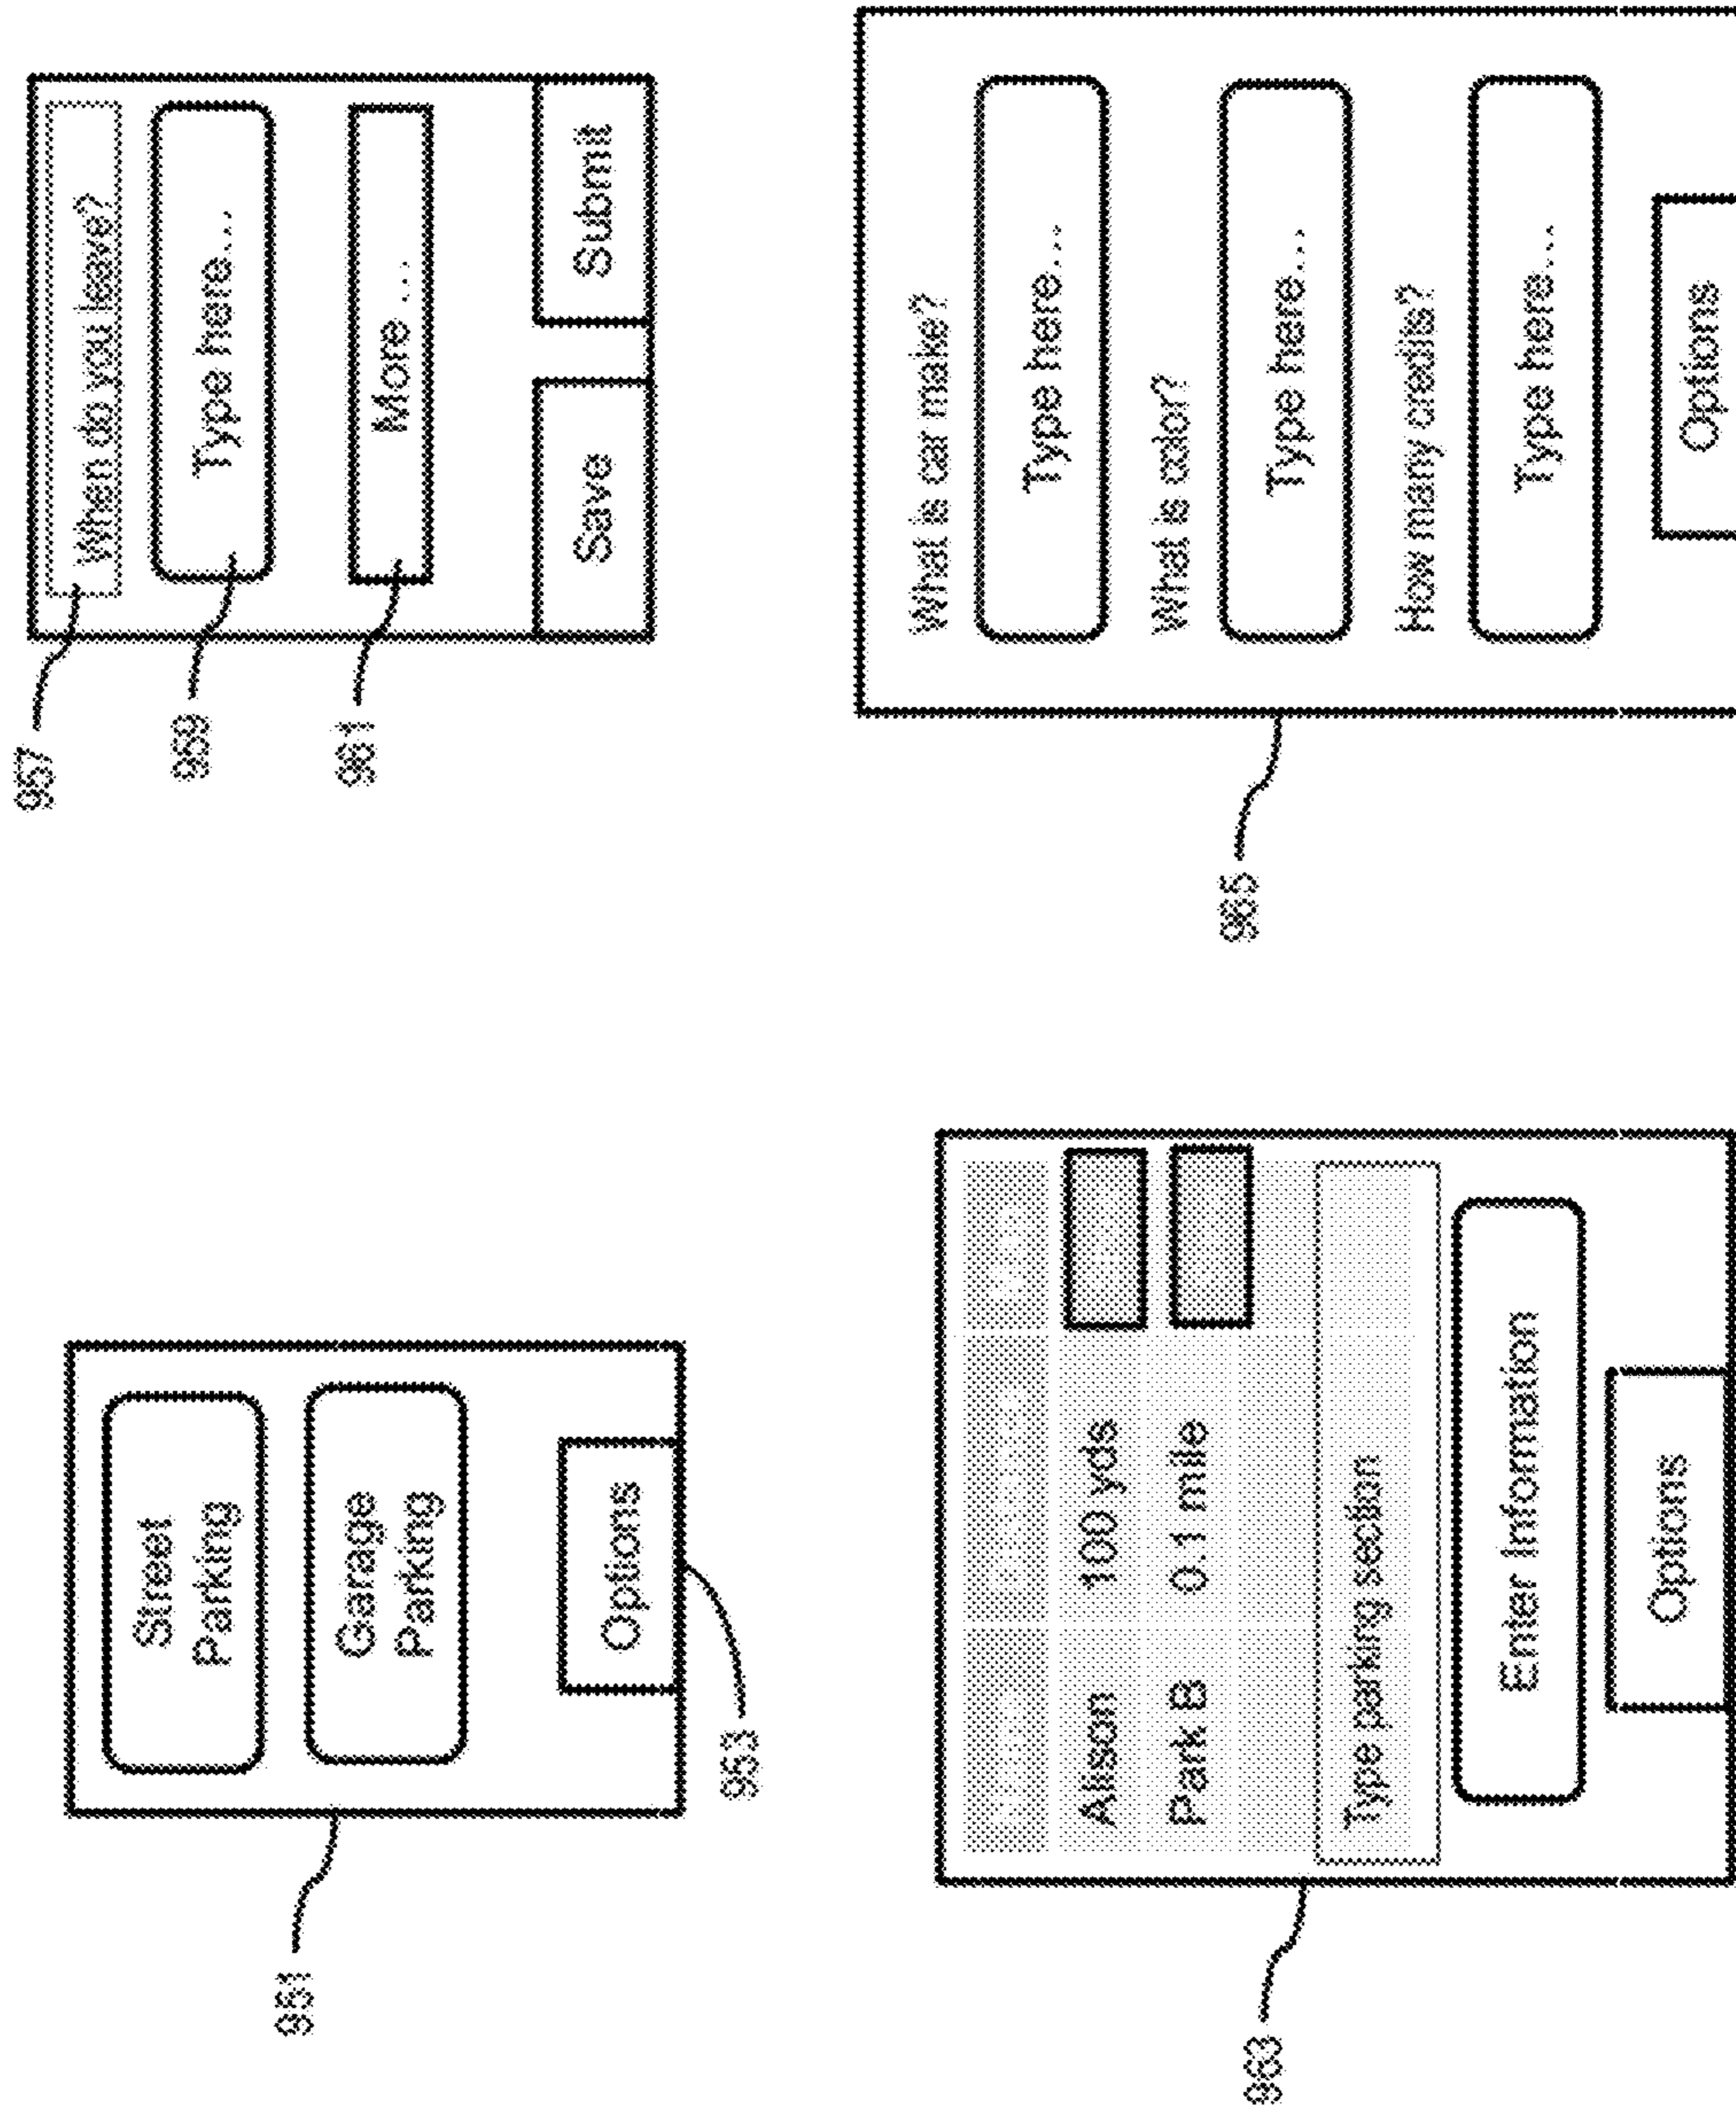 951
Street
Parking
Garage
Parking
Options
953
957
When do you leave?
959
Type here...
961
More ...
Save
Submit
963
Alison 100 yds
Park B 0.1 mile
Type parking section
Enter Information
Options
965
What is car make?
Type here...
What is color?
Type here...
How many credits?
Type here...
Options